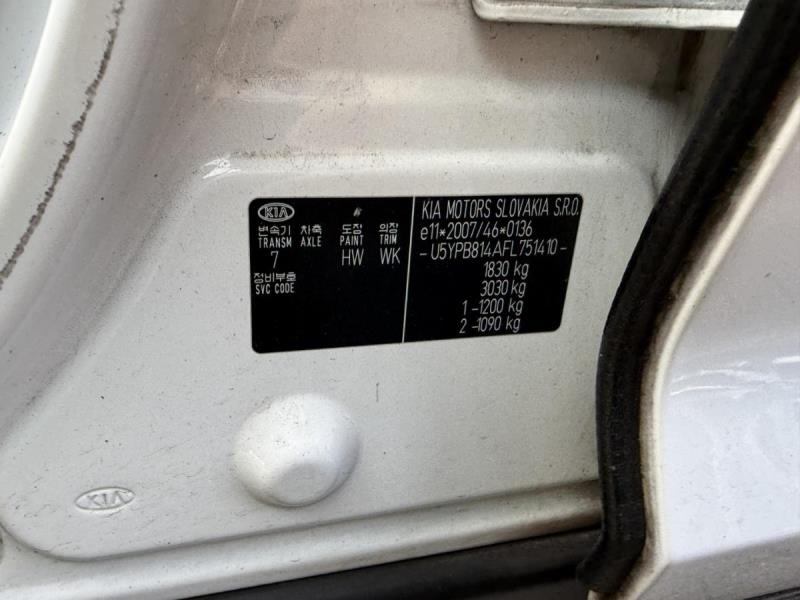 KIA
변속기 차축 도장 의장
TRANSM AXLE PAINT TRIM
7 HW WK
정비부호
SVC CODE
KIA MOTORS SLOVAKIA S.R.O.
e11*2007/46*0136
-U5YPB814AFL751410-
1830 kg
3030 kg
1 -1200 kg
2 -1090 kg
KIA